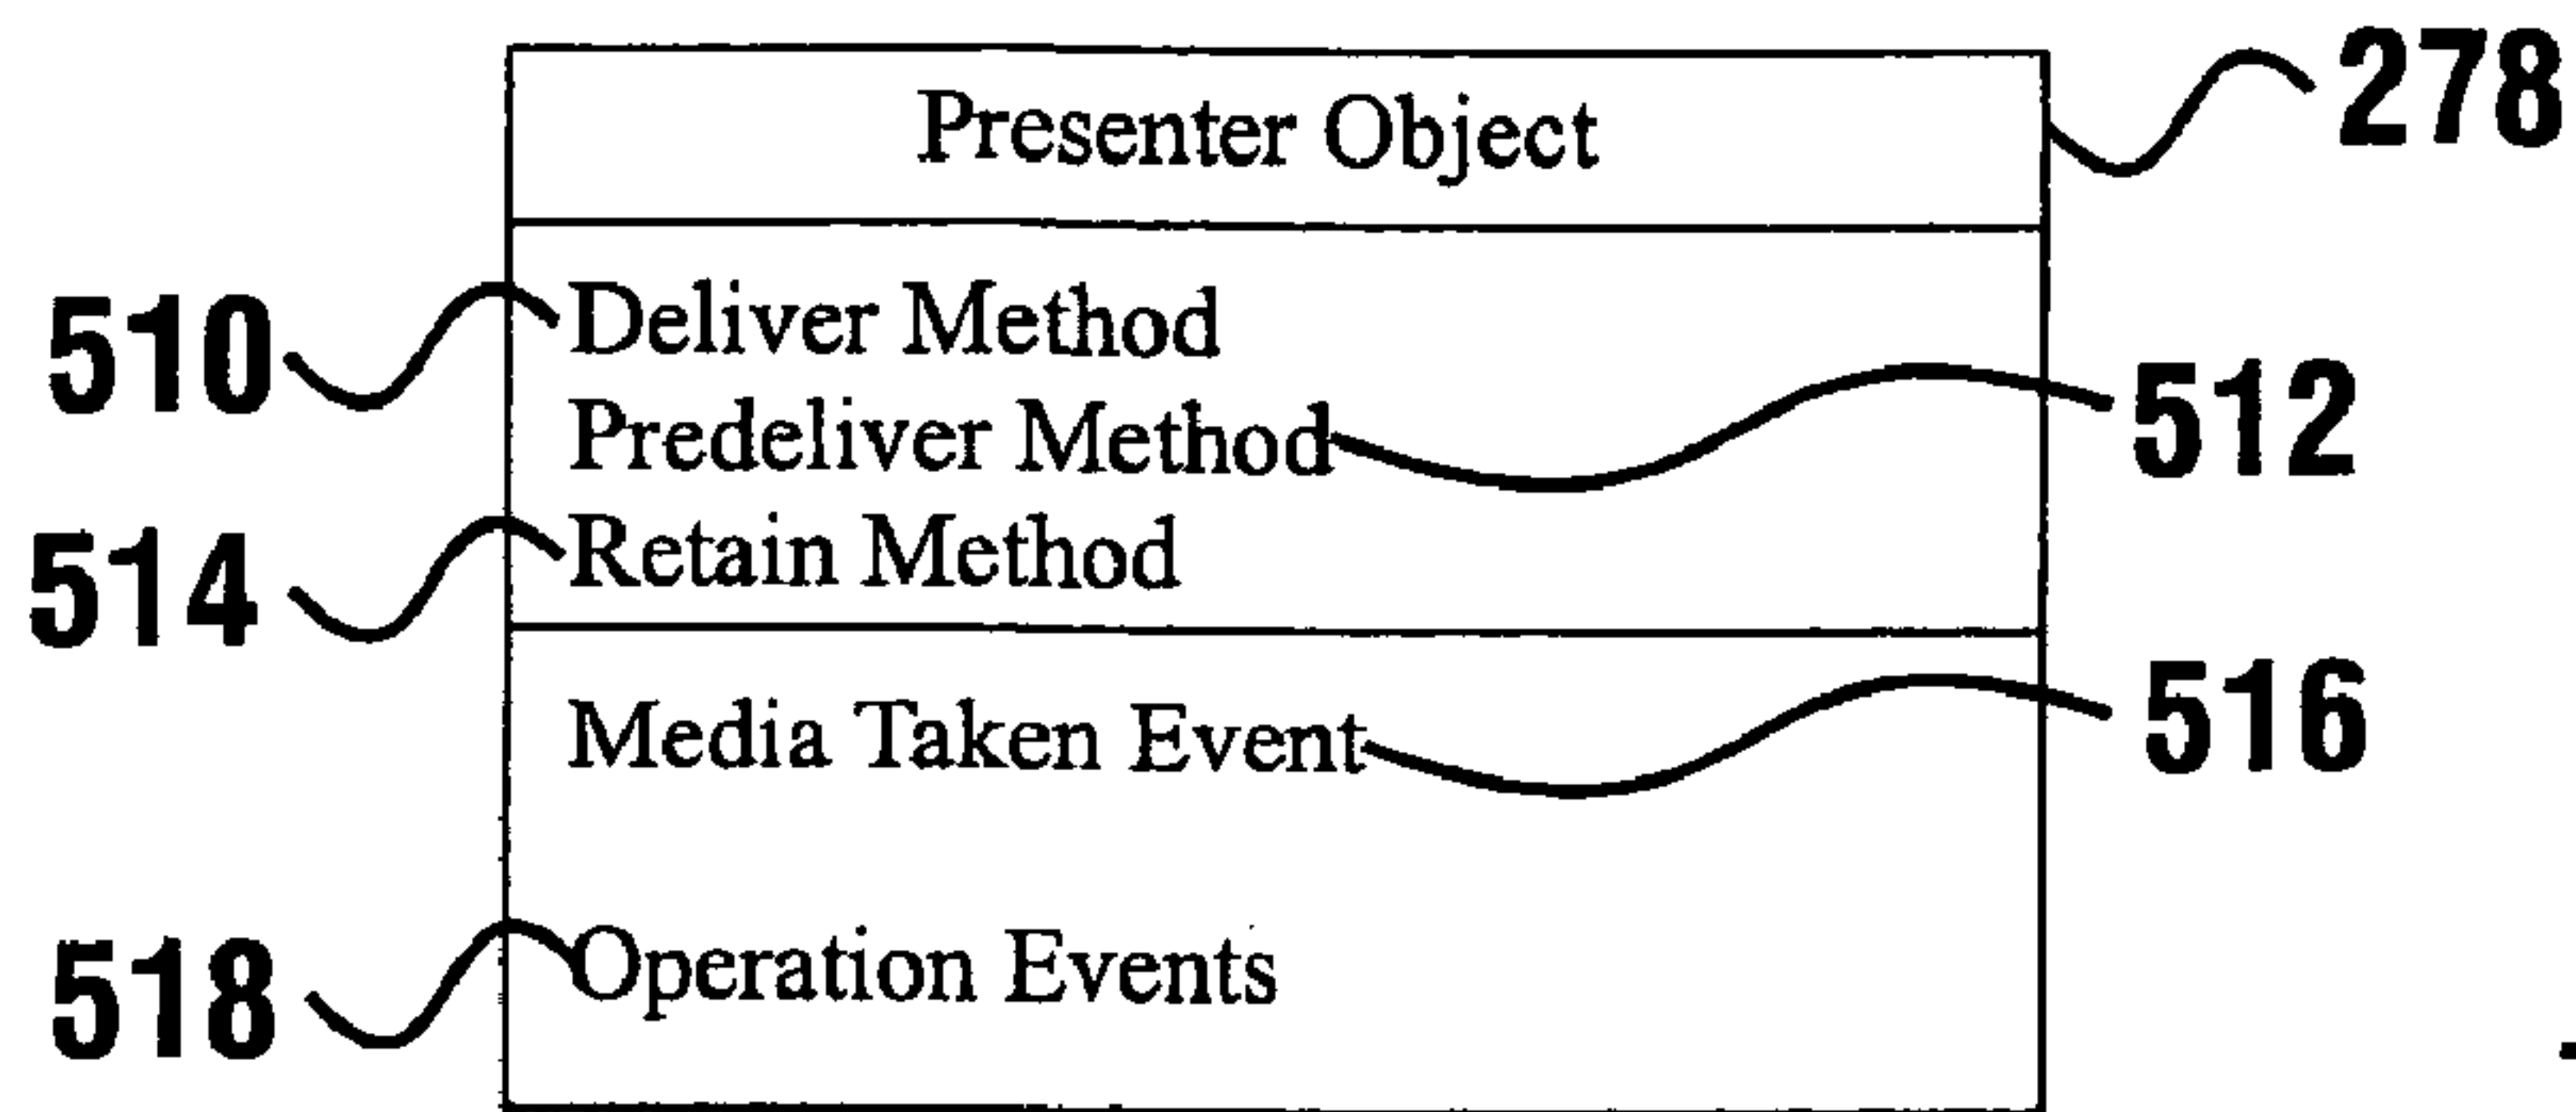 Presenter Object
278
510
Deliver Method
Predeliver Method
512
514
Retain Method
Media Taken Event
516
518
Operation Events